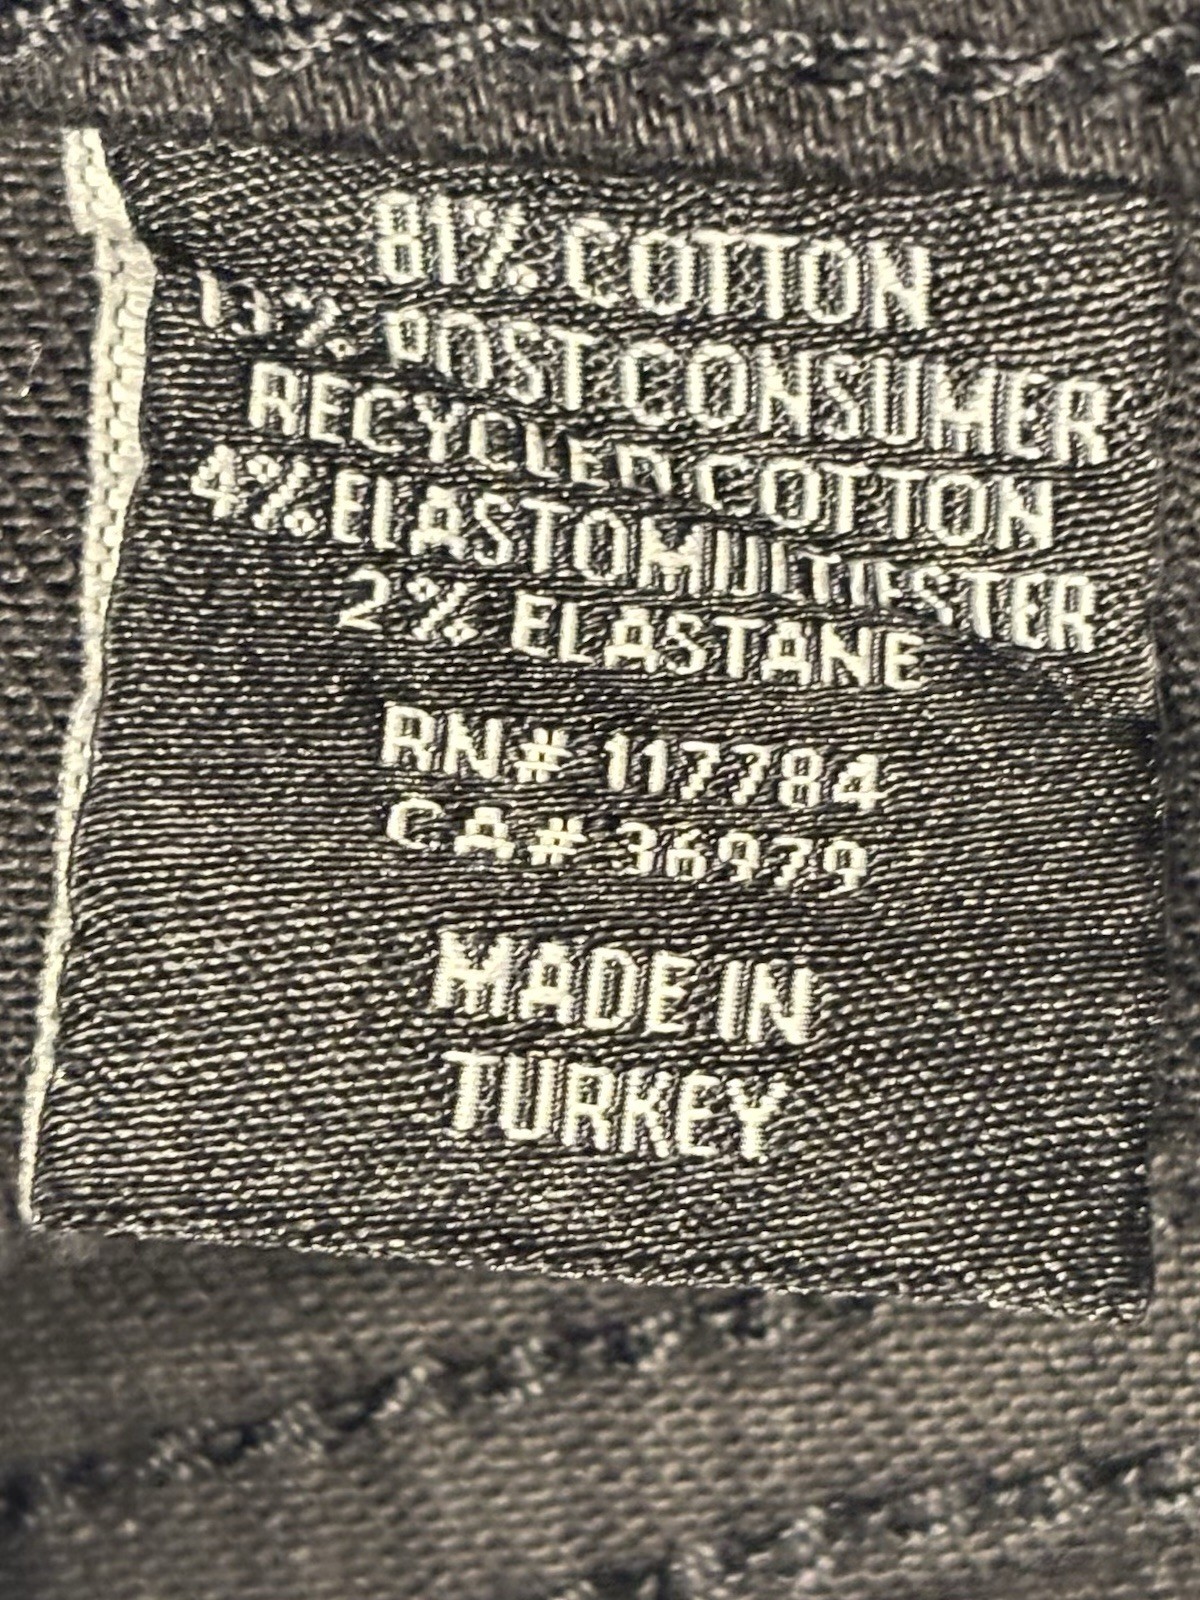 81% COTTON
13% POST CONSUMER
RECYCLED COTTON
4% ELASTOMULTIESTER
2% ELASTANE
RN# 117784
CA# 36979
MADE IN
TURKEY